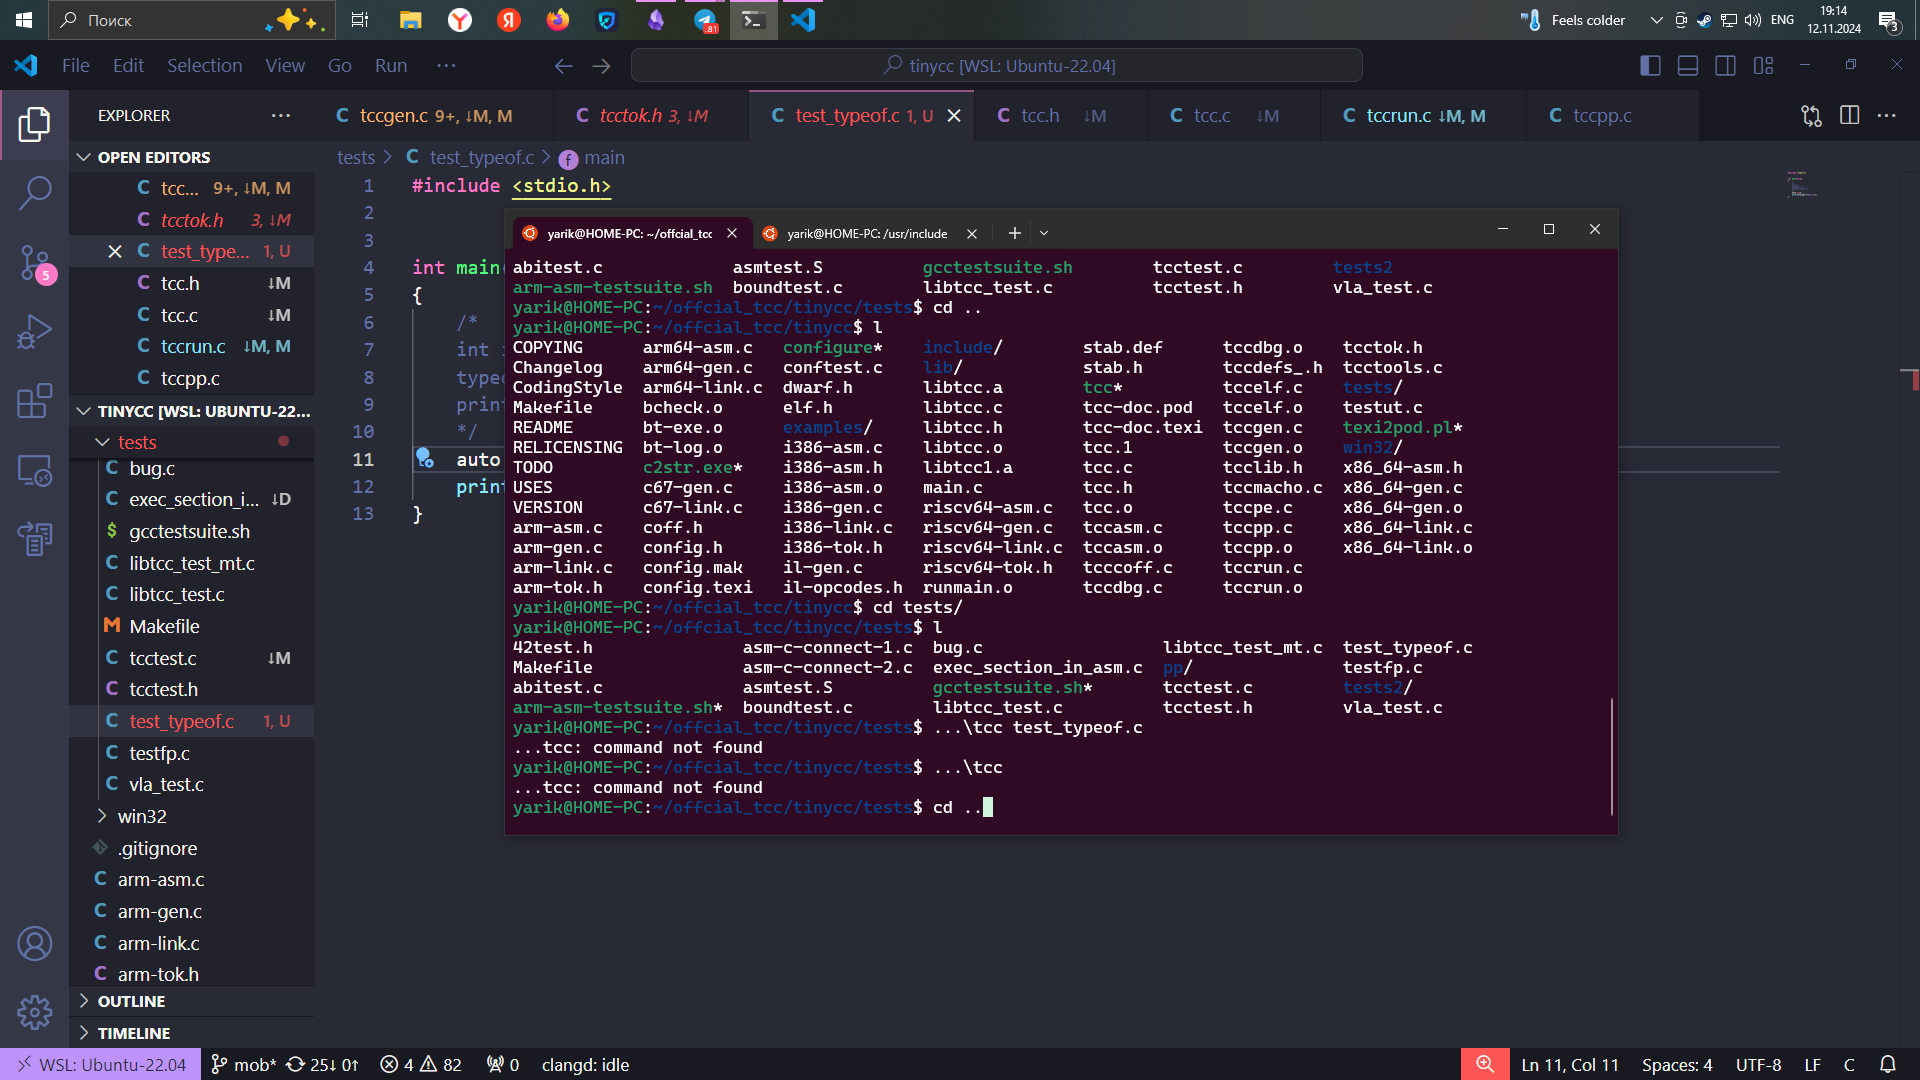 Поиск
.81
Feels colder
ENG
19:14
12.11.2024
3
File Edit Selection View Go Run ···
tinycc [WSL: Ubuntu-22.04]
EXPLORER ···
C tccgen.c 9+, ↓M, M
C tcctok.h 3, ↓M
C test_typeof.c 1, U
C tcc.h ↓M
C tcc.c ↓M
C tccrun.c ↓M, M
C tccpp.c
OPEN EDITORS
C tcc... 9+, ↓M, M
C tcctok.h 3, ↓M
C test_type... 1, U
C tcc.h ↓M
C tcc.c ↓M
C tccrun.c ↓M, M
C tccpp.c
5
TINYCC [WSL: UBUNTU-22...
tests
C bug.c
C exec_section_i... ↓D
$ gcctestsuite.sh
C libtcc_test_mt.c
C libtcc_test.c
M Makefile
C tcctest.c ↓M
C tcctest.h
C test_typeof.c 1, U
C testfp.c
C vla_test.c
win32
.gitignore
C arm-asm.c
C arm-gen.c
C arm-link.c
C arm-tok.h
OUTLINE
TIMELINE
tests > C test_typeof.c > f main
1 #include <stdio.h>
2
3
4 int main(
5 {
6 /*
7 int
8 typeo
9 print
10 */
11 auto
12 print
13 }
yarik@HOME-PC: ~/offcial_tcc
yarik@HOME-PC: /usr/include
abitest.c asmtest.S gcctestsuite.sh tcctest.c tests2
arm-asm-testsuite.sh boundtest.c libtcc_test.c tcctest.h vla_test.c
yarik@HOME-PC:~/offcial_tcc/tinycc/tests$ cd ..
yarik@HOME-PC:~/offcial_tcc/tinycc$ l
COPYING arm64-asm.c configure* include/ stab.def tccdbg.o tcctok.h
Changelog arm64-gen.c conftest.c lib/ stab.h tccdefs_.h tcctools.c
CodingStyle arm64-link.c dwarf.h libtcc.a tcc* tccelf.c tests/
Makefile bcheck.o elf.h libtcc.c tcc-doc.pod tccelf.o testut.c
README bt-exe.o examples/ libtcc.h tcc-doc.texi tccgen.c texi2pod.pl*
RELICENSING bt-log.o i386-asm.c libtcc.o tcc.1 tccgen.o win32/
TODO c2str.exe* i386-asm.h libtcc1.a tcc.c tcclib.h x86_64-asm.h
USES c67-gen.c i386-asm.o main.c tcc.h tccmacho.c x86_64-gen.c
VERSION c67-link.c i386-gen.c riscv64-asm.c tcc.o tccpe.c x86_64-gen.o
arm-asm.c coff.h i386-link.c riscv64-gen.c tccasm.c tccpp.c x86_64-link.c
arm-gen.c config.h i386-tok.h riscv64-link.c tccasm.o tccpp.o x86_64-link.o
arm-link.c config.mak il-gen.c riscv64-tok.h tcccoff.c tccrun.c
arm-tok.h config.texi il-opcodes.h runmain.o tccdbg.c tccrun.o
yarik@HOME-PC:~/offcial_tcc/tinycc$ cd tests/
yarik@HOME-PC:~/offcial_tcc/tinycc/tests$ l
42test.h asm-c-connect-1.c bug.c libtcc_test_mt.c test_typeof.c
Makefile asm-c-connect-2.c exec_section_in_asm.c pp/ testfp.c
abitest.c asmtest.S gcctestsuite.sh* tcctest.c tests2/
arm-asm-testsuite.sh* boundtest.c libtcc_test.c tcctest.h vla_test.c
yarik@HOME-PC:~/offcial_tcc/tinycc/tests$ ...\tcc test_typeof.c
...tcc: command not found
yarik@HOME-PC:~/offcial_tcc/tinycc/tests$ ...\tcc
...tcc: command not found
yarik@HOME-PC:~/offcial_tcc/tinycc/tests$ cd ..
WSL: Ubuntu-22.04 mob* 25↓ 0↑ 4 82 0 clangd: idle
Ln 11, Col 11 Spaces: 4 UTF-8 LF C